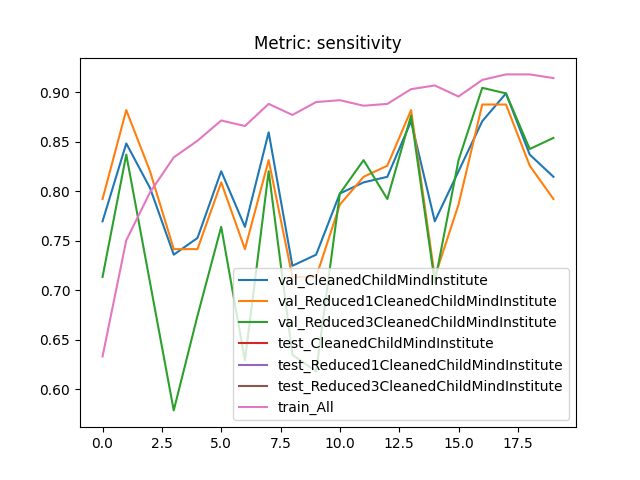 Metric: sensitivity
0.90
0.85
0.80
0.75
0.70
0.65
0.60
val_CleanedChildMindInstitute
val_Reduced1CleanedChildMindInstitute
val_Reduced3CleanedChildMindInstitute
test_CleanedChildMindInstitute
test_Reduced1CleanedChildMindInstitute
test_Reduced3CleanedChildMindInstitute
train_All
0.0 2.5 5.0 7.5 10.0 12.5 15.0 17.5